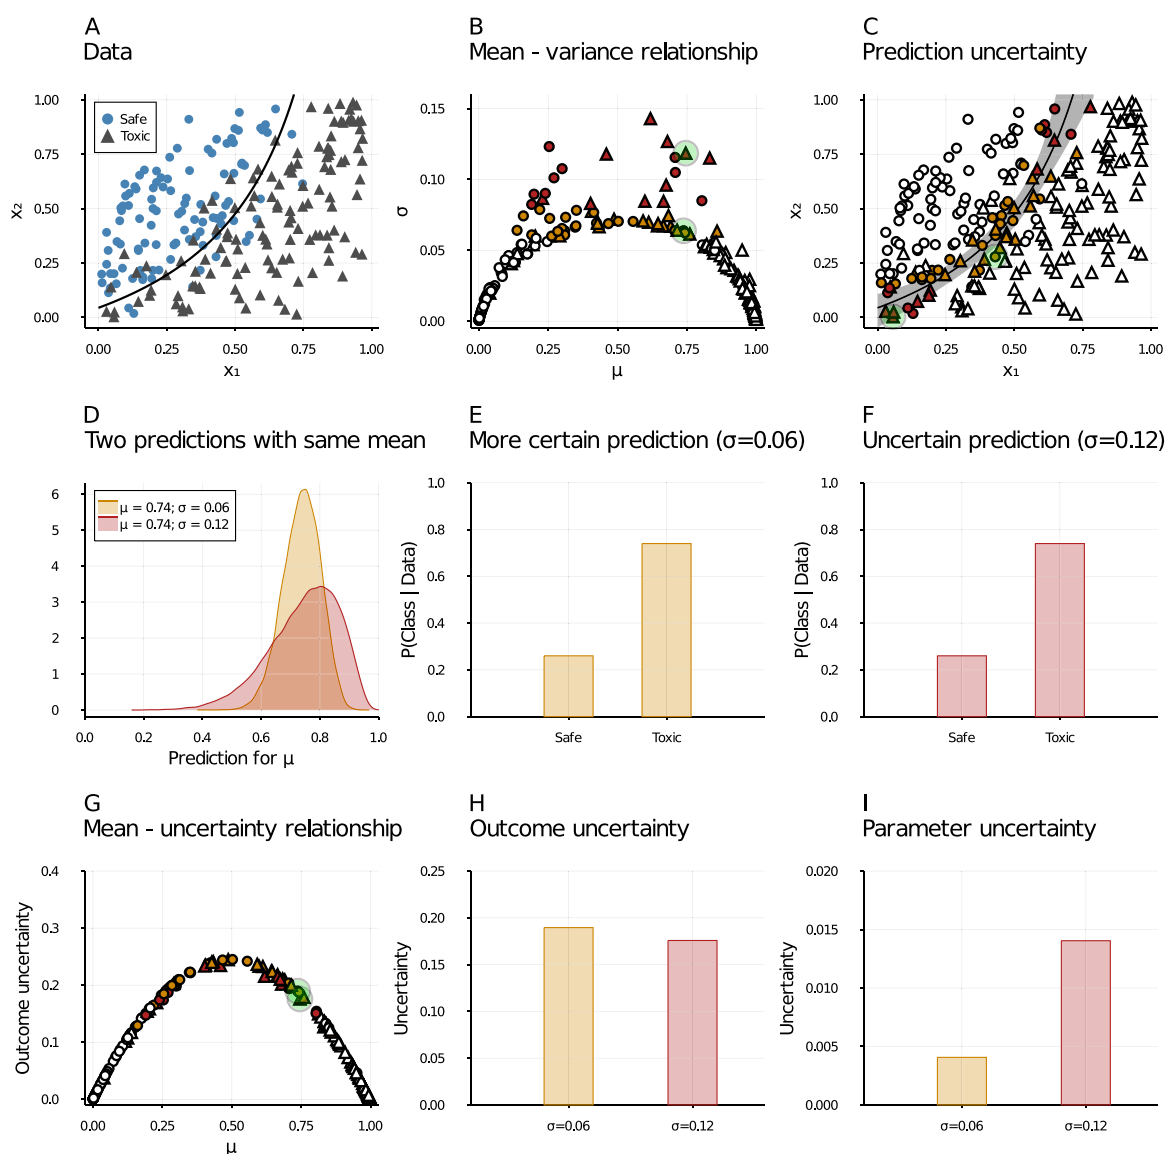 A
Data
1.00
0.75
0.50
0.25
0.00
x₂
Safe
Toxic
0.00 0.25 0.50 0.75 1.00
x₁
B
Mean - variance relationship
0.15
0.10
0.05
0.00
σ
0.00 0.25 0.50 0.75 1.00
μ
C
Prediction uncertainty
1.00
0.75
0.50
0.25
0.00
x₂
0.00 0.25 0.50 0.75 1.00
x₁
D
Two predictions with same mean
6
5
4
3
2
1
0
μ = 0.74; σ = 0.06
μ = 0.74; σ = 0.12
0.0 0.2 0.4 0.6 0.8 1.0
Prediction for μ
E
More certain prediction (σ=0.06)
1.0
0.8
0.6
0.4
0.2
0.0
P(Class | Data)
Safe Toxic
F
Uncertain prediction (σ=0.12)
1.0
0.8
0.6
0.4
0.2
0.0
P(Class | Data)
Safe Toxic
G
Mean - uncertainty relationship
0.4
0.3
0.2
0.1
0.0
Outcome uncertainty
0.00 0.25 0.50 0.75 1.00
μ
H
Outcome uncertainty
0.25
0.20
0.15
0.10
0.05
0.00
Uncertainty
σ=0.06 σ=0.12
I
Parameter uncertainty
0.020
0.015
0.010
0.005
0.000
Uncertainty
σ=0.06 σ=0.12